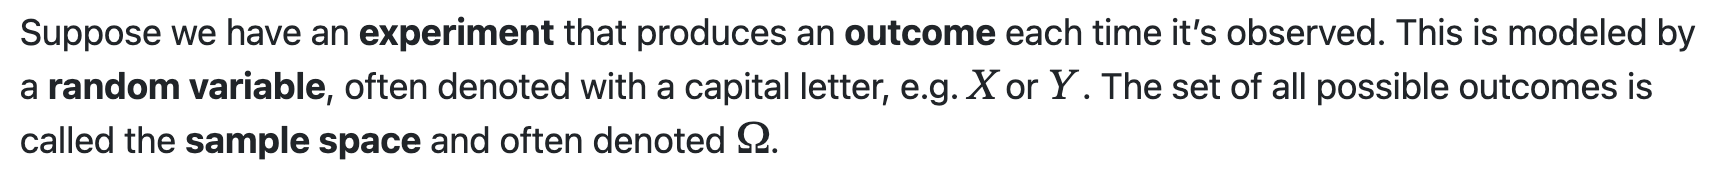 Suppose we have an experiment that produces an outcome each time it’s observed. This is modeled by
a random variable, often denoted with a capital letter, e.g. X or Y. The set of all possible outcomes is
called the sample space and often denoted Ω.